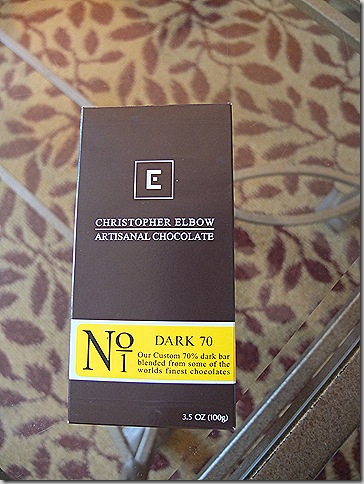 E
CHRISTOPHER ELBOW
ARTISANAL CHOCOLATE
No 1
DARK 70
Our Custom 70% dark bar
blended from some of the
worlds finest chocolates
3.5 OZ (100g)